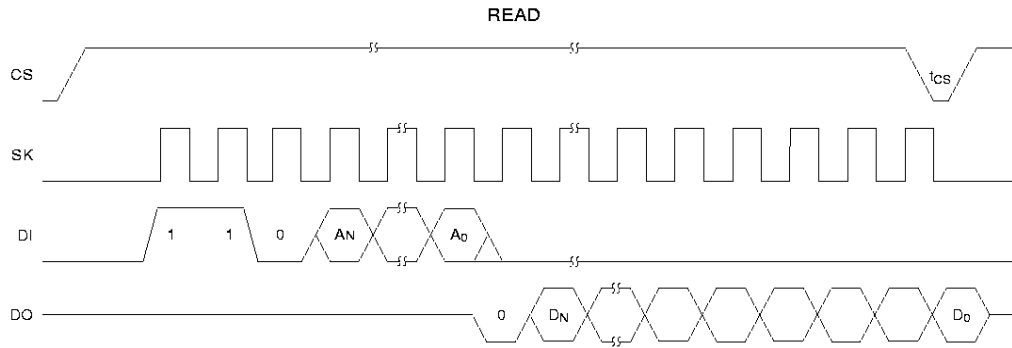 READ
CS
tCS
SK
DI
1 1 0 AN A0
DO
0 DN D0